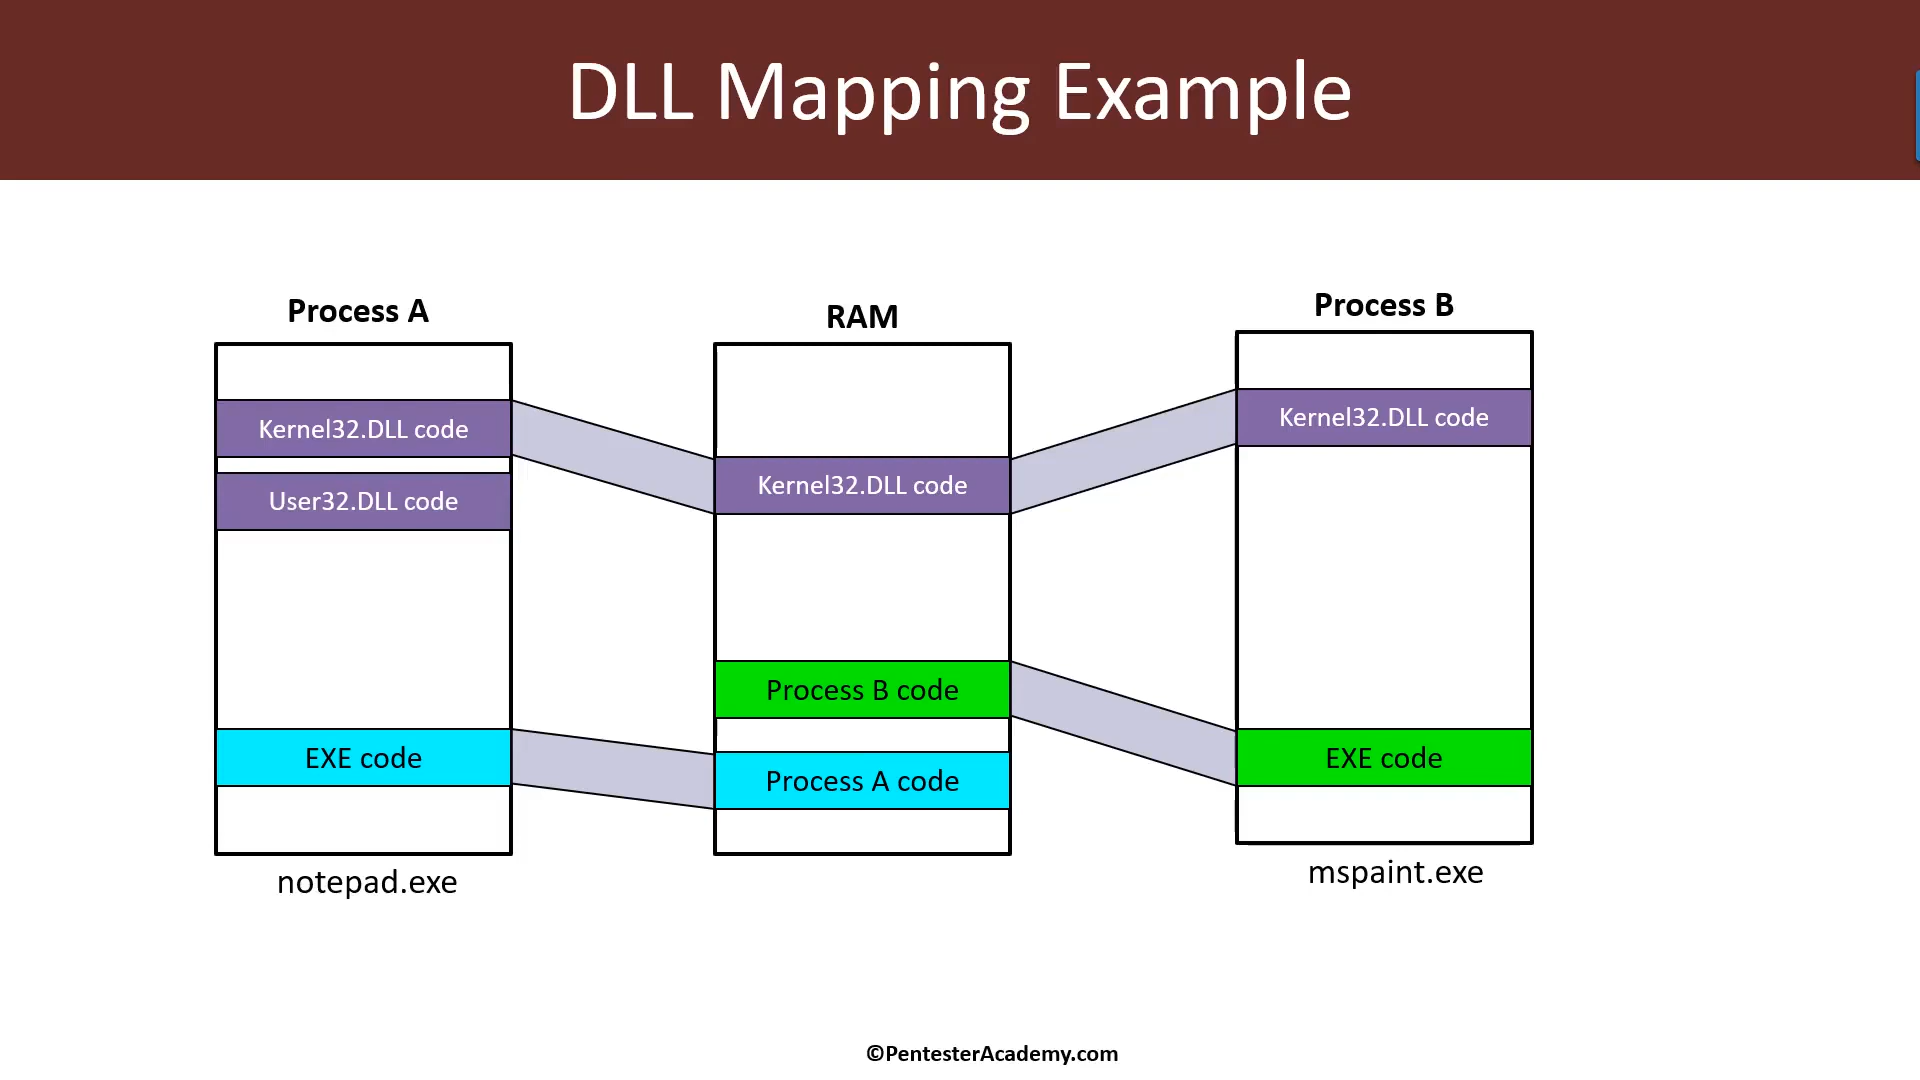 DLL Mapping Example
Process A
Kernel32.DLL code
User32.DLL code
EXE code
notepad.exe
RAM
Kernel32.DLL code
Process B code
Process A code
Process B
Kernel32.DLL code
EXE code
mspaint.exe
©PentesterAcademy.com